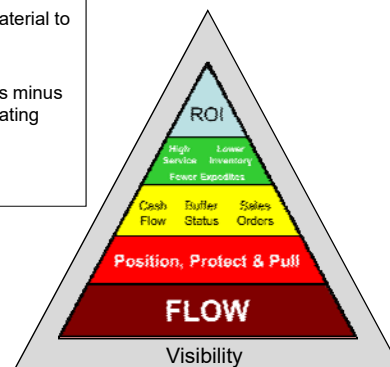 aterial to
s minus
ating
ROI
High Lower
Service Inventory
Fewer Expedites
Cash Buffer Sales
Flow Status Orders
Position, Protect & Pull
FLOW
Visibility